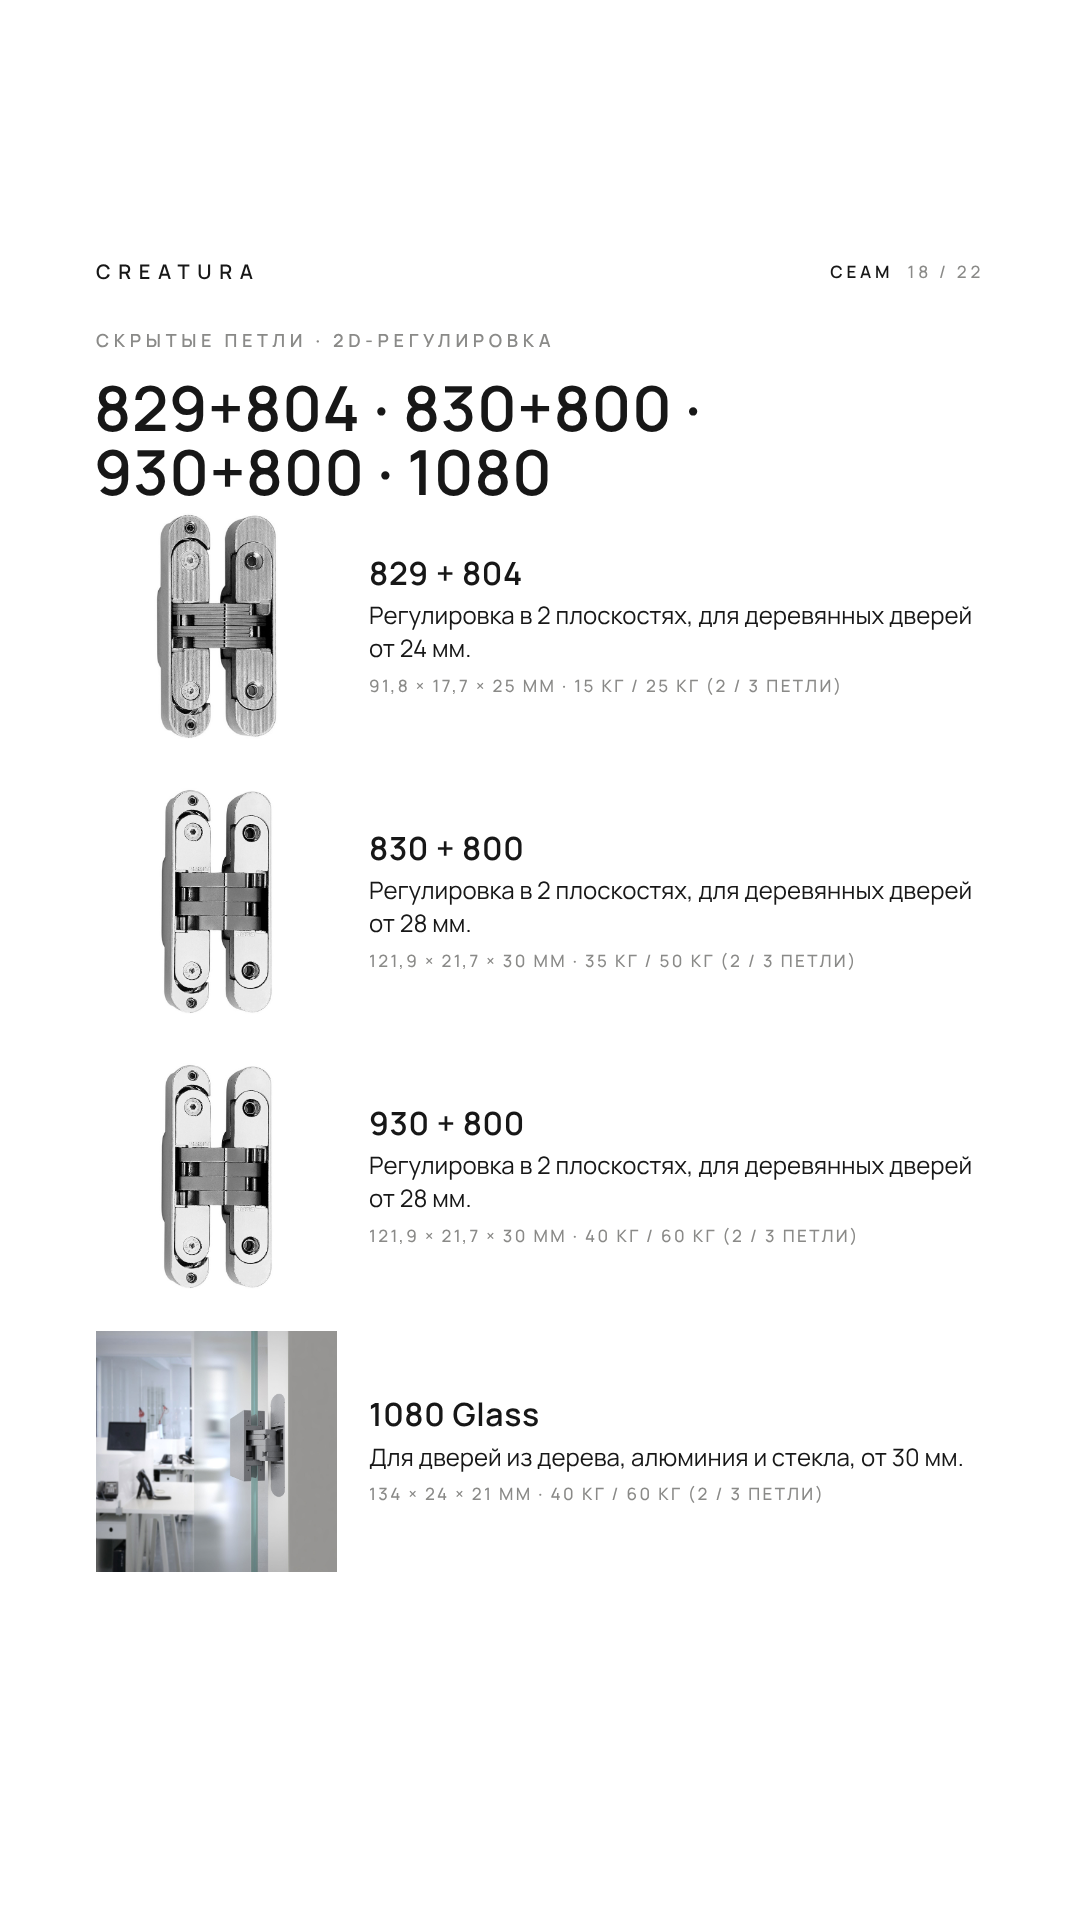 CREATURA
CEAM 18 / 22
СКРЫТЫЕ ПЕТЛИ · 2D-РЕГУЛИРОВКА
829+804 · 830+800 ·
930+800 · 1080
829 + 804
Регулировка в 2 плоскостях, для деревянных дверей
от 24 мм.
91,8 × 17,7 × 25 ММ · 15 КГ / 25 КГ (2 / 3 ПЕТЛИ)
830 + 800
Регулировка в 2 плоскостях, для деревянных дверей
от 28 мм.
121,9 × 21,7 × 30 ММ · 35 КГ / 50 КГ (2 / 3 ПЕТЛИ)
930 + 800
Регулировка в 2 плоскостях, для деревянных дверей
от 28 мм.
121,9 × 21,7 × 30 ММ · 40 КГ / 60 КГ (2 / 3 ПЕТЛИ)
1080 Glass
Для дверей из дерева, алюминия и стекла, от 30 мм.
134 × 24 × 21 ММ · 40 КГ / 60 КГ (2 / 3 ПЕТЛИ)